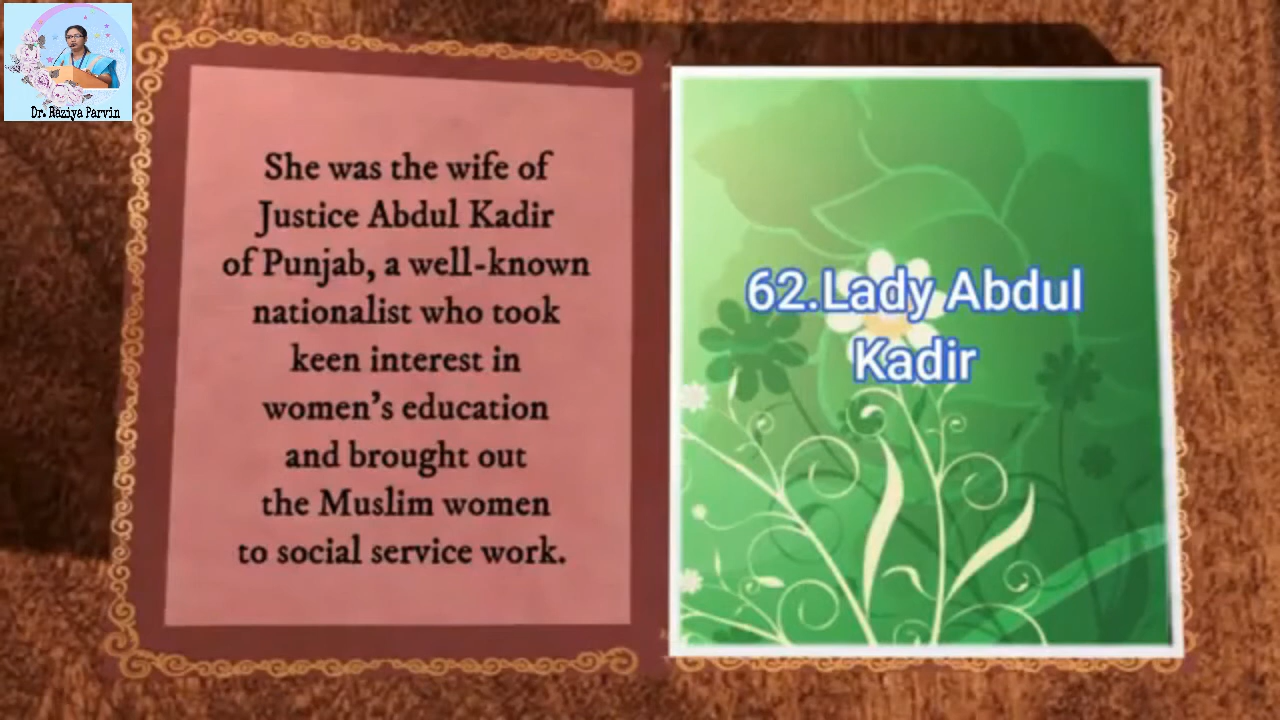 Dr. Raziya Parvin
She was the wife of
Justice Abdul Kadir
of Punjab, a well-known
nationalist who took
keen interest in
women's education
and brought out
the Muslim women
to social service work.
62.Lady Abdul
Kadir